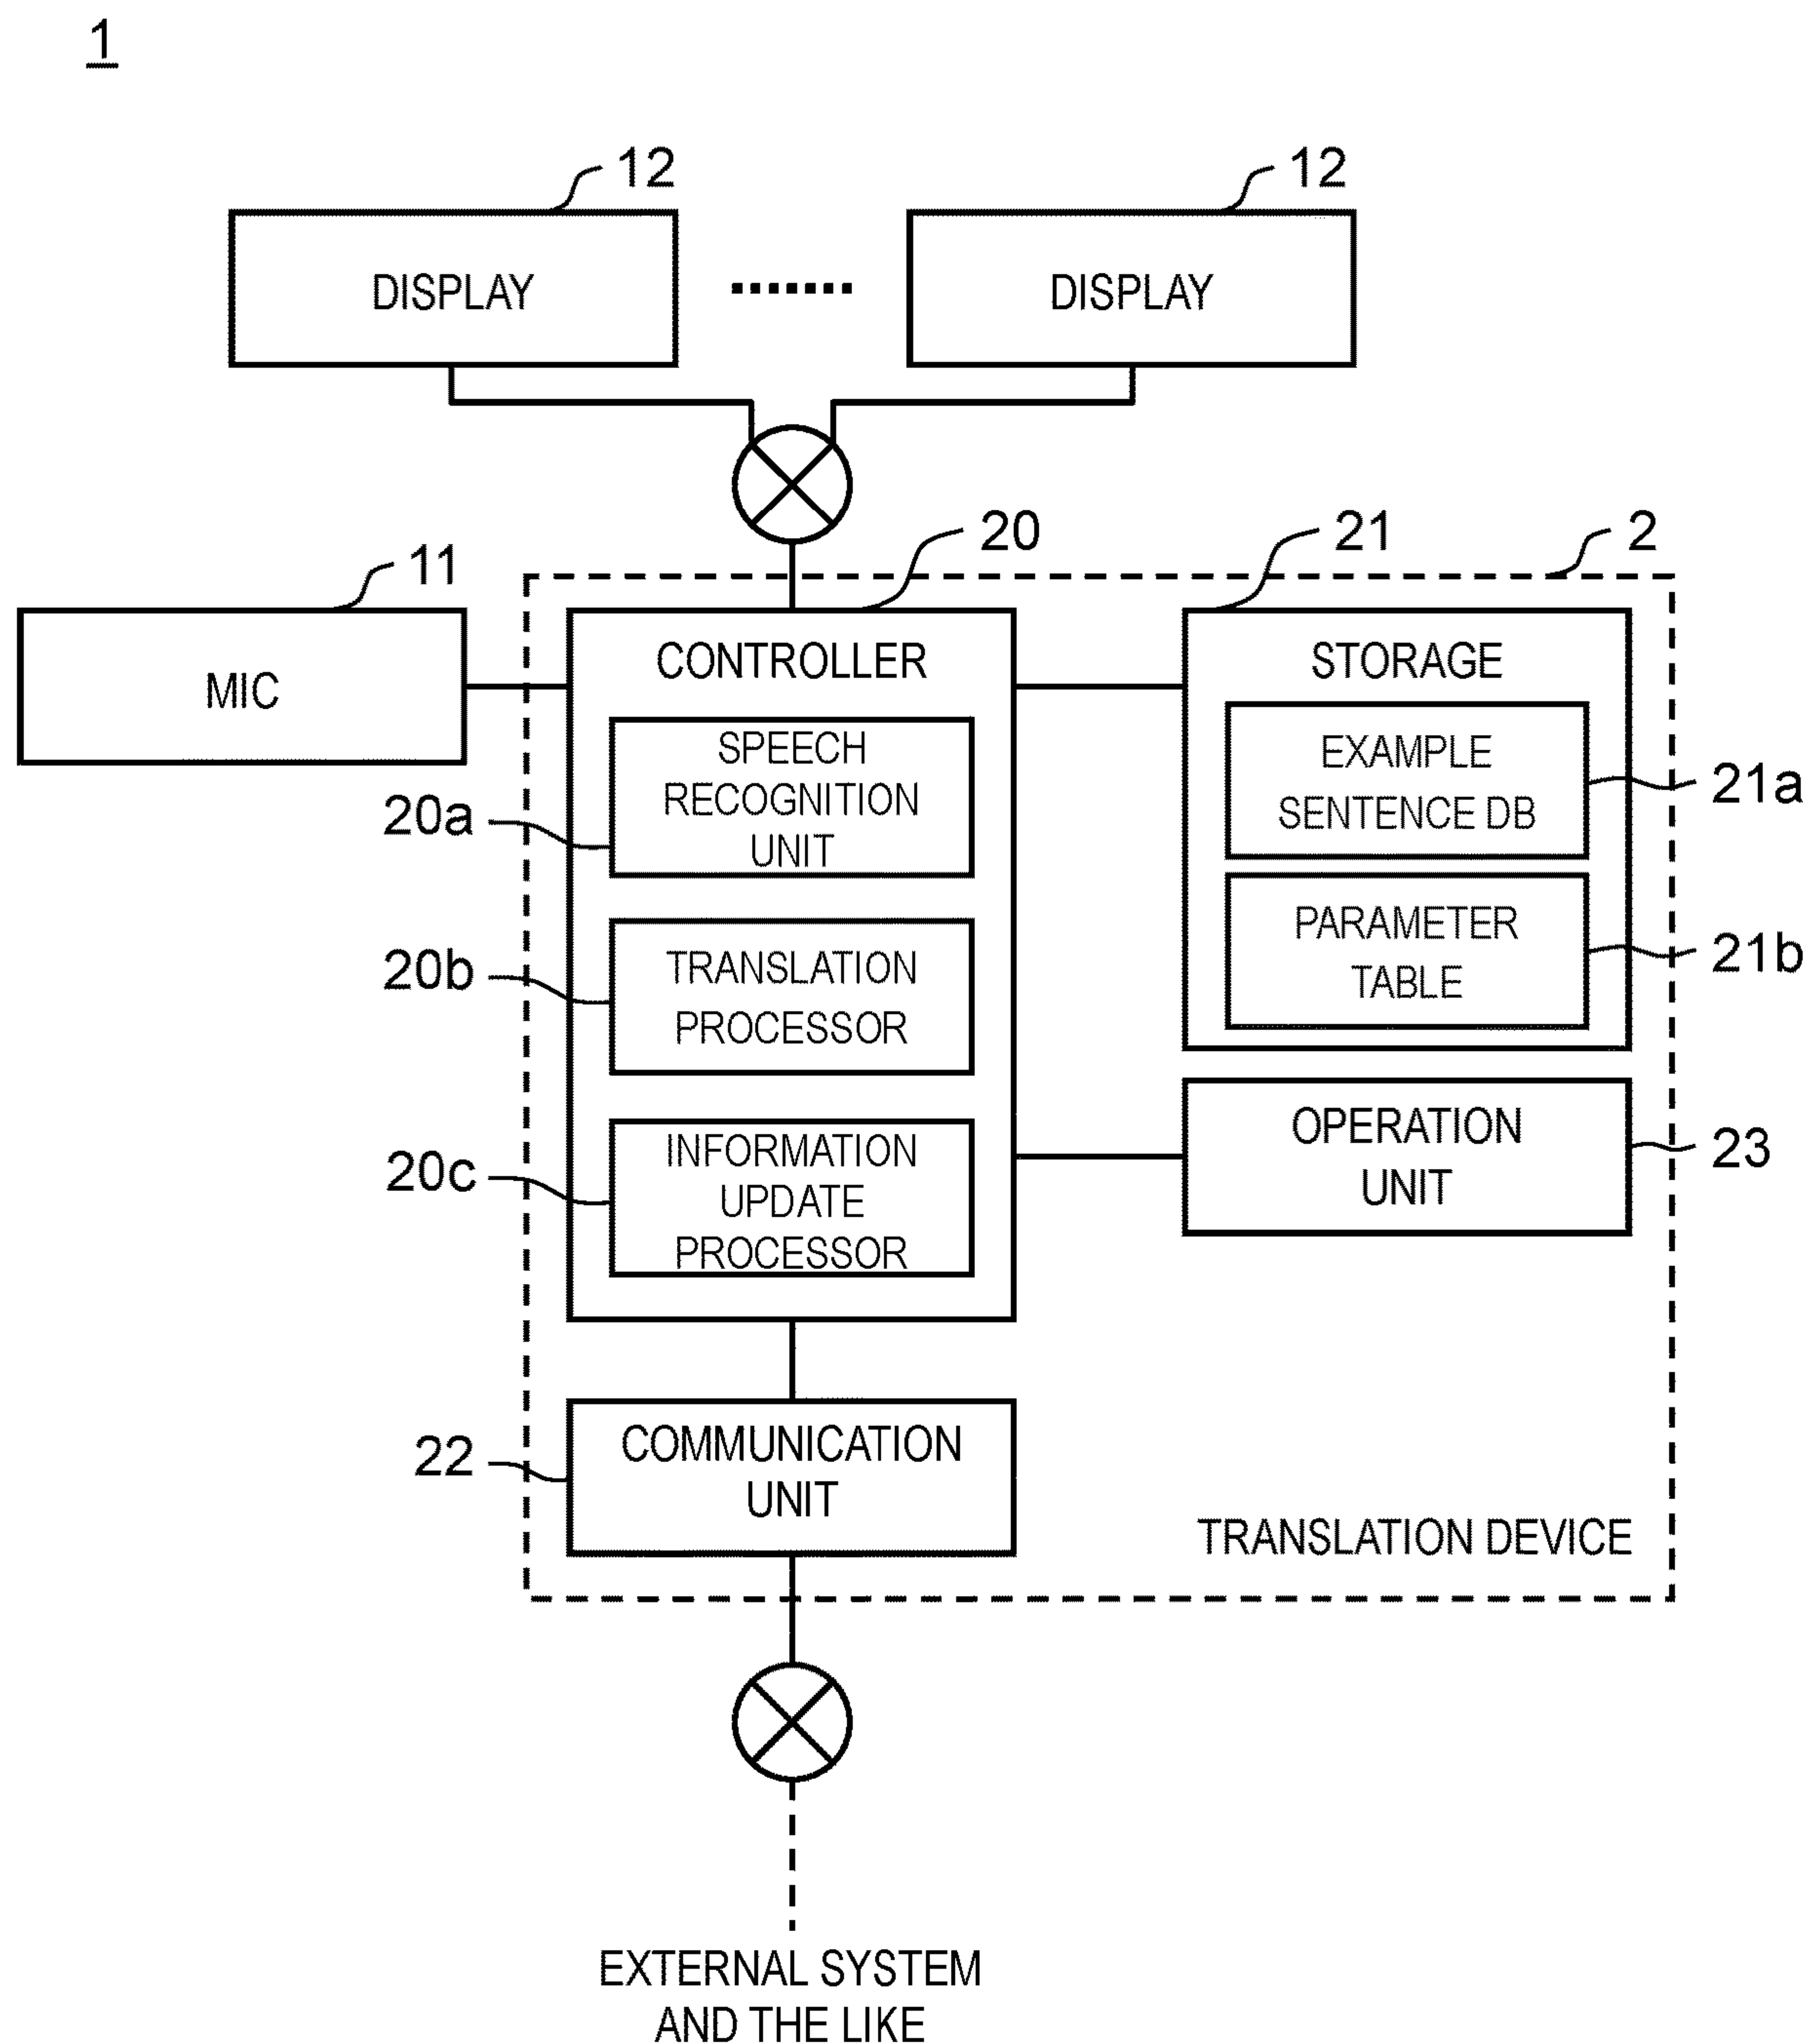 1
12
12
DISPLAY
DISPLAY
20
21
2
11
MIC
CONTROLLER
STORAGE
SPEECH
RECOGNITION
UNIT
20a
EXAMPLE
SENTENCE DB
21a
TRANSLATION
PROCESSOR
20b
PARAMETER
TABLE
21b
INFORMATION
UPDATE
PROCESSOR
20c
OPERATION
UNIT
23
COMMUNICATION
UNIT
22
TRANSLATION DEVICE
EXTERNAL SYSTEM
AND THE LIKE